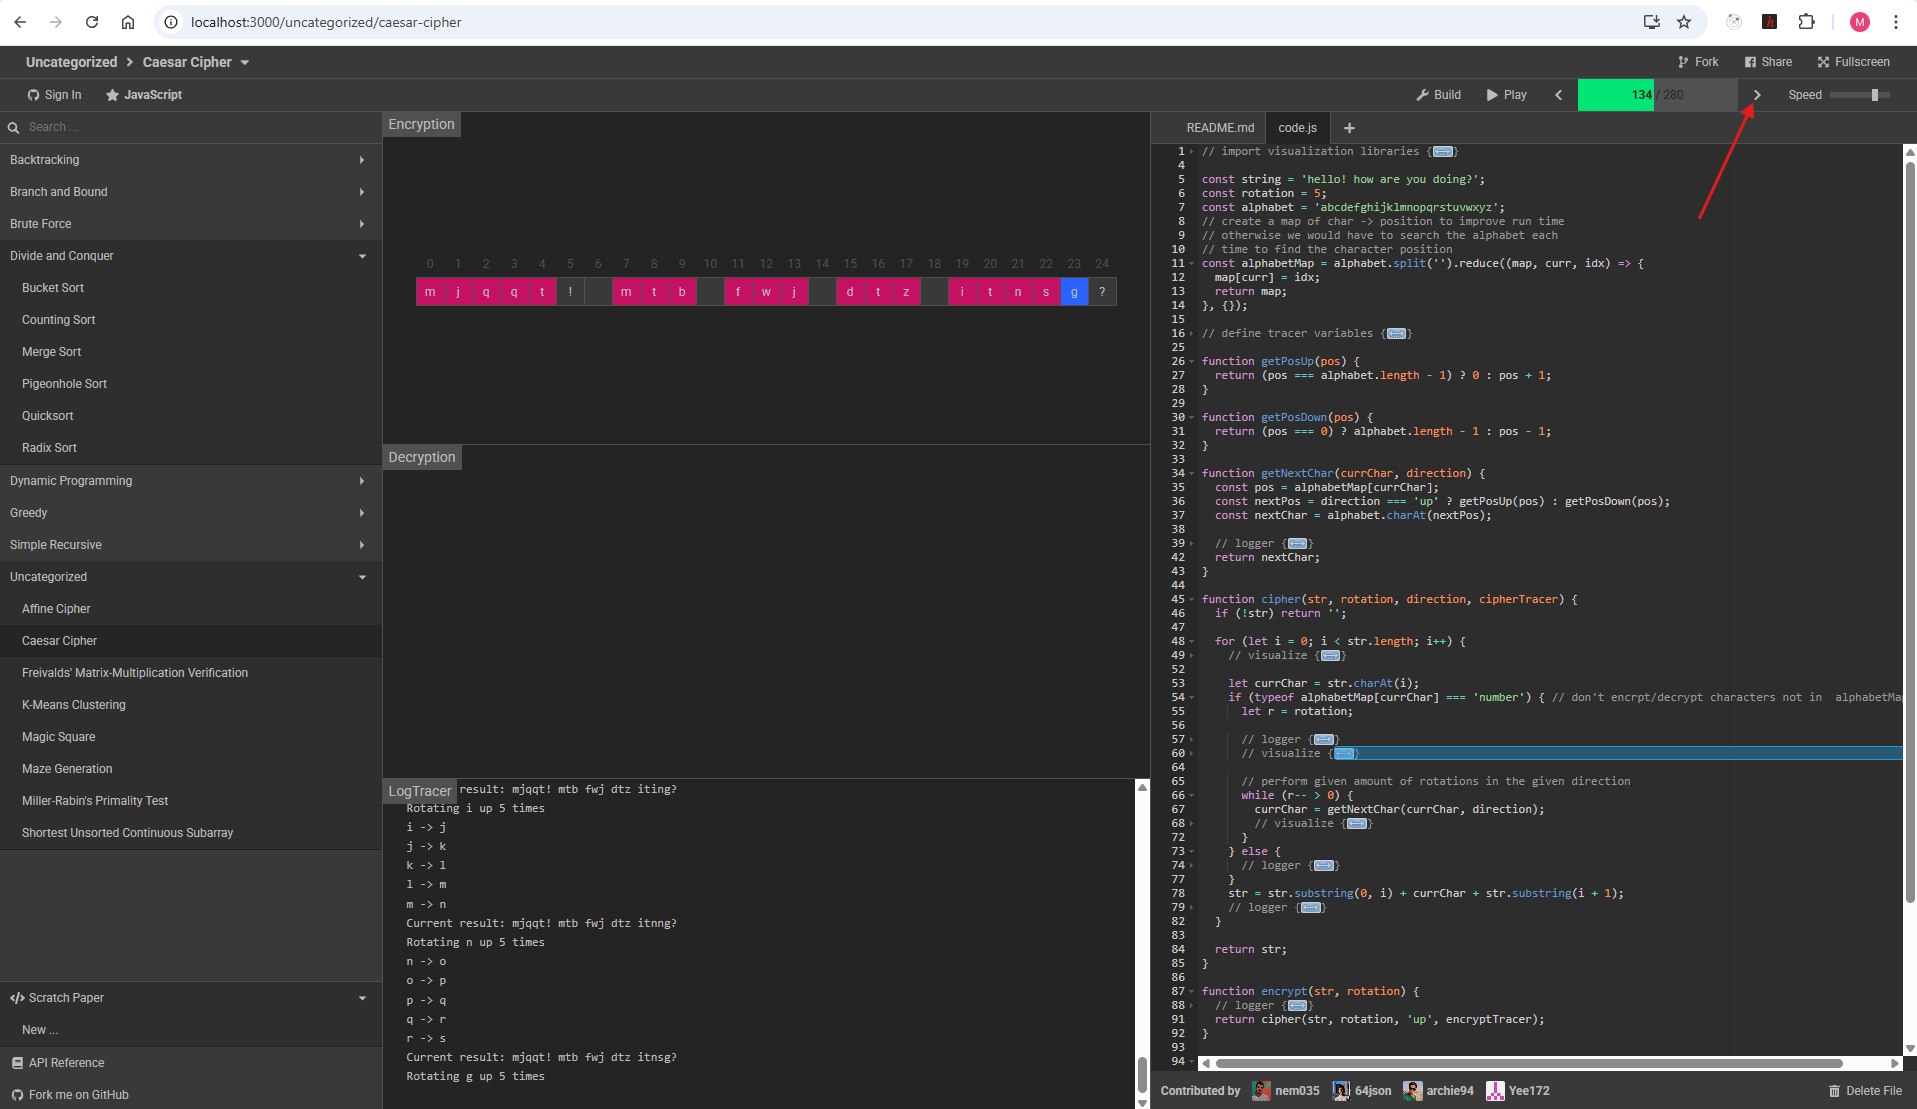 localhost:3000/uncategorized/caesar-cipher
h
M
Uncategorized > Caesar Cipher
Fork
Share
Fullscreen
Sign In
JavaScript
Build
Play
134 / 280
Speed
Search ...
Backtracking
Branch and Bound
Brute Force
Divide and Conquer
Bucket Sort
Counting Sort
Merge Sort
Pigeonhole Sort
Quicksort
Radix Sort
Dynamic Programming
Greedy
Simple Recursive
Uncategorized
Affine Cipher
Caesar Cipher
Freivalds' Matrix-Multiplication Verification
K-Means Clustering
Magic Square
Maze Generation
Miller-Rabin's Primality Test
Shortest Unsorted Continuous Subarray
Scratch Paper
New ...
API Reference
Fork me on GitHub
Encryption
0 1 2 3 4 5 6 7 8 9 10 11 12 13 14 15 16 17 18 19 20 21 22 23 24
m j q q t ! m t b f w j d t z i t n s g ?
Decryption
LogTracer
result: mjqqt! mtb fwj dtz iting?
Rotating i up 5 times
i -> j
j -> k
k -> l
l -> m
m -> n
Current result: mjqqt! mtb fwj dtz itnng?
Rotating n up 5 times
n -> o
o -> p
p -> q
q -> r
r -> s
Current result: mjqqt! mtb fwj dtz itnsg?
Rotating g up 5 times
README.md
code.js
+
1 // import visualization libraries {
4
5 const string = 'hello! how are you doing?';
6 const rotation = 5;
7 const alphabet = 'abcdefghijklmnopqrstuvwxyz';
8 // create a map of char -> position to improve run time
9 // otherwise we would have to search the alphabet each
10 // time to find the character position
11 const alphabetMap = alphabet.split('').reduce((map, curr, idx) => {
12 map[curr] = idx;
13 return map;
14 }, {});
15
16 // define tracer variables {}
25
26 function getPosUp(pos) {
27 return (pos === alphabet.length - 1) ? 0 : pos + 1;
28 }
29
30 function getPosDown(pos) {
31 return (pos === 0) ? alphabet.length - 1 : pos - 1;
32 }
33
34 function getNextChar(currChar, direction) {
35 const pos = alphabetMap[currChar];
36 const nextPos = direction === 'up' ? getPosUp(pos) : getPosDown(pos);
37 const nextChar = alphabet.charAt(nextPos);
38
39 // logger {}
42 return nextChar;
43 }
44
45 function cipher(str, rotation, direction, cipherTracer) {
46 if (!str) return '';
47
48 for (let i = 0; i < str.length; i++) {
49 // visualize {}
52
53 let currChar = str.charAt(i);
54 if (typeof alphabetMap[currChar] === 'number') { // don't encrpt/decrypt characters not in alphabetMa
55 let r = rotation;
56
57 // logger {}
60 // visualize {}
64
65 // perform given amount of rotations in the given direction
66 while (r-- > 0) {
67 currChar = getNextChar(currChar, direction);
68 // visualize {}
72 }
73 } else {
74 // logger {}
77 }
78 str = str.substring(0, i) + currChar + str.substring(i + 1);
79 // logger {}
82 }
83
84 return str;
85 }
86
87 function encrypt(str, rotation) {
88 // logger {}
91 return cipher(str, rotation, 'up', encryptTracer);
92 }
93
94
Contributed by nem035 64json archie94 Yee172
Delete File